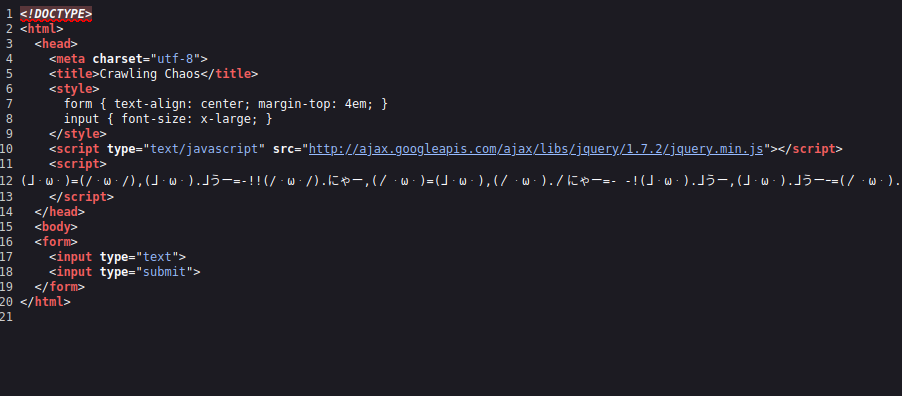 1 <!DOCTYPE>
2 <html>
3   <head>
4     <meta charset="utf-8">
5     <title>Crawling Chaos</title>
6     <style>
7       form { text-align: center; margin-top: 4em; }
8       input { font-size: x-large; }
9     </style>
10     <script type="text/javascript" src="http://ajax.googleapis.com/ajax/libs/jquery/1.7.2/jquery.min.js"></script>
11     <script>
12 (」・ω・)=(/・ω・/),(」・ω・).」うー=-!!(/・ω・/).にゃー,(/・ω・)=(」・ω・),(/・ω・)./にゃー=- -!(」・ω・).」うー,(」・ω・).」うーー=(/・ω・).
13     </script>
14   </head>
15   <body>
16   <form>
17     <input type="text">
18     <input type="submit">
19   </form>
20 </html>
21